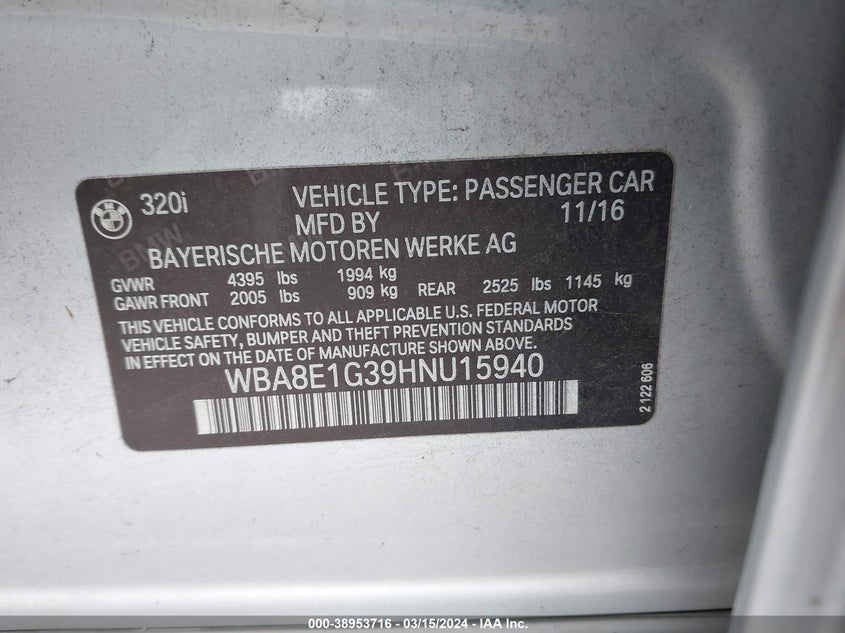 320i VEHICLE TYPE: PASSENGER CAR
MFD BY 11/16
BAYERISCHE MOTOREN WERKE AG
GVWR 4395 lbs 1994 kg
GAWR FRONT 2005 lbs 909 kg REAR 2525 lbs 1145 kg
THIS VEHICLE CONFORMS TO ALL APPLICABLE U.S. FEDERAL MOTOR
VEHICLE SAFETY, BUMPER AND THEFT PREVENTION STANDARDS
IN EFFECT ON THE DATE OF MANUFACTURE SHOWN ABOVE.
WBA8E1G39HNU15940
2 122 606
000-38953716 - 03/15/2024 - IAA Inc.